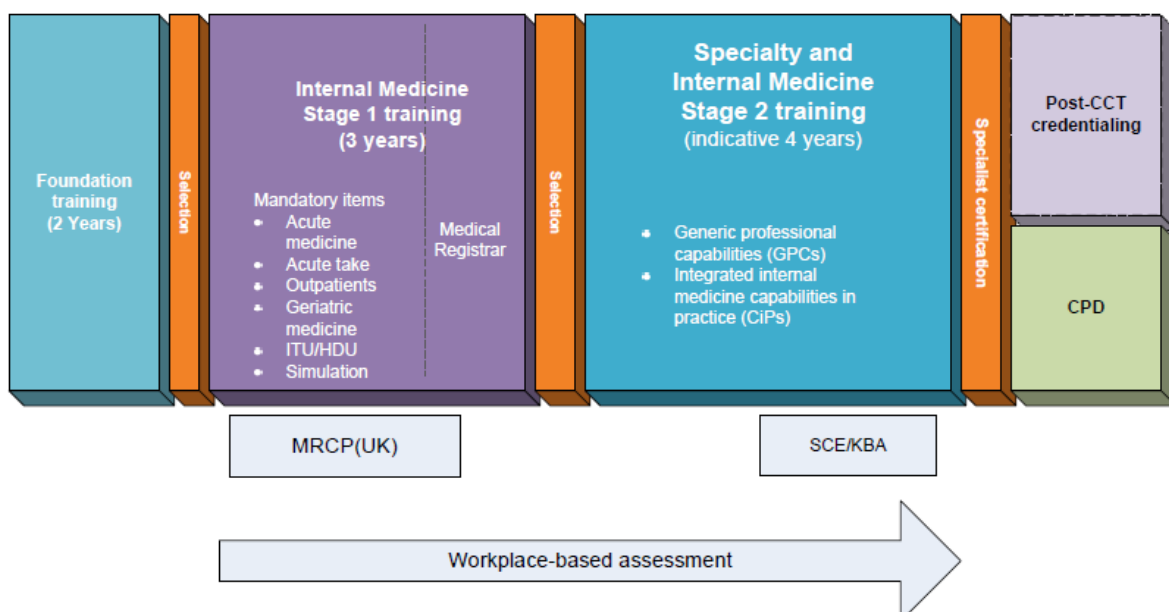 Foundation
training
(2 Years)
Selection
Internal Medicine
Stage 1 training
(3 years)
Mandatory items
Acute
medicine
Acute take
Outpatients
Geriatric
medicine
ITU/HDU
Simulation
Medical
Registrar
Selection
Specialty and
Internal Medicine
Stage 2 training
(indicative 4 years)
Generic professional
capabilities (GPCs)
Integrated internal
medicine capabilities in
practice (CiPs)
Specialist certification
Post-CCT
credentialing
CPD
MRCP(UK)
SCE/KBA
Workplace-based assessment